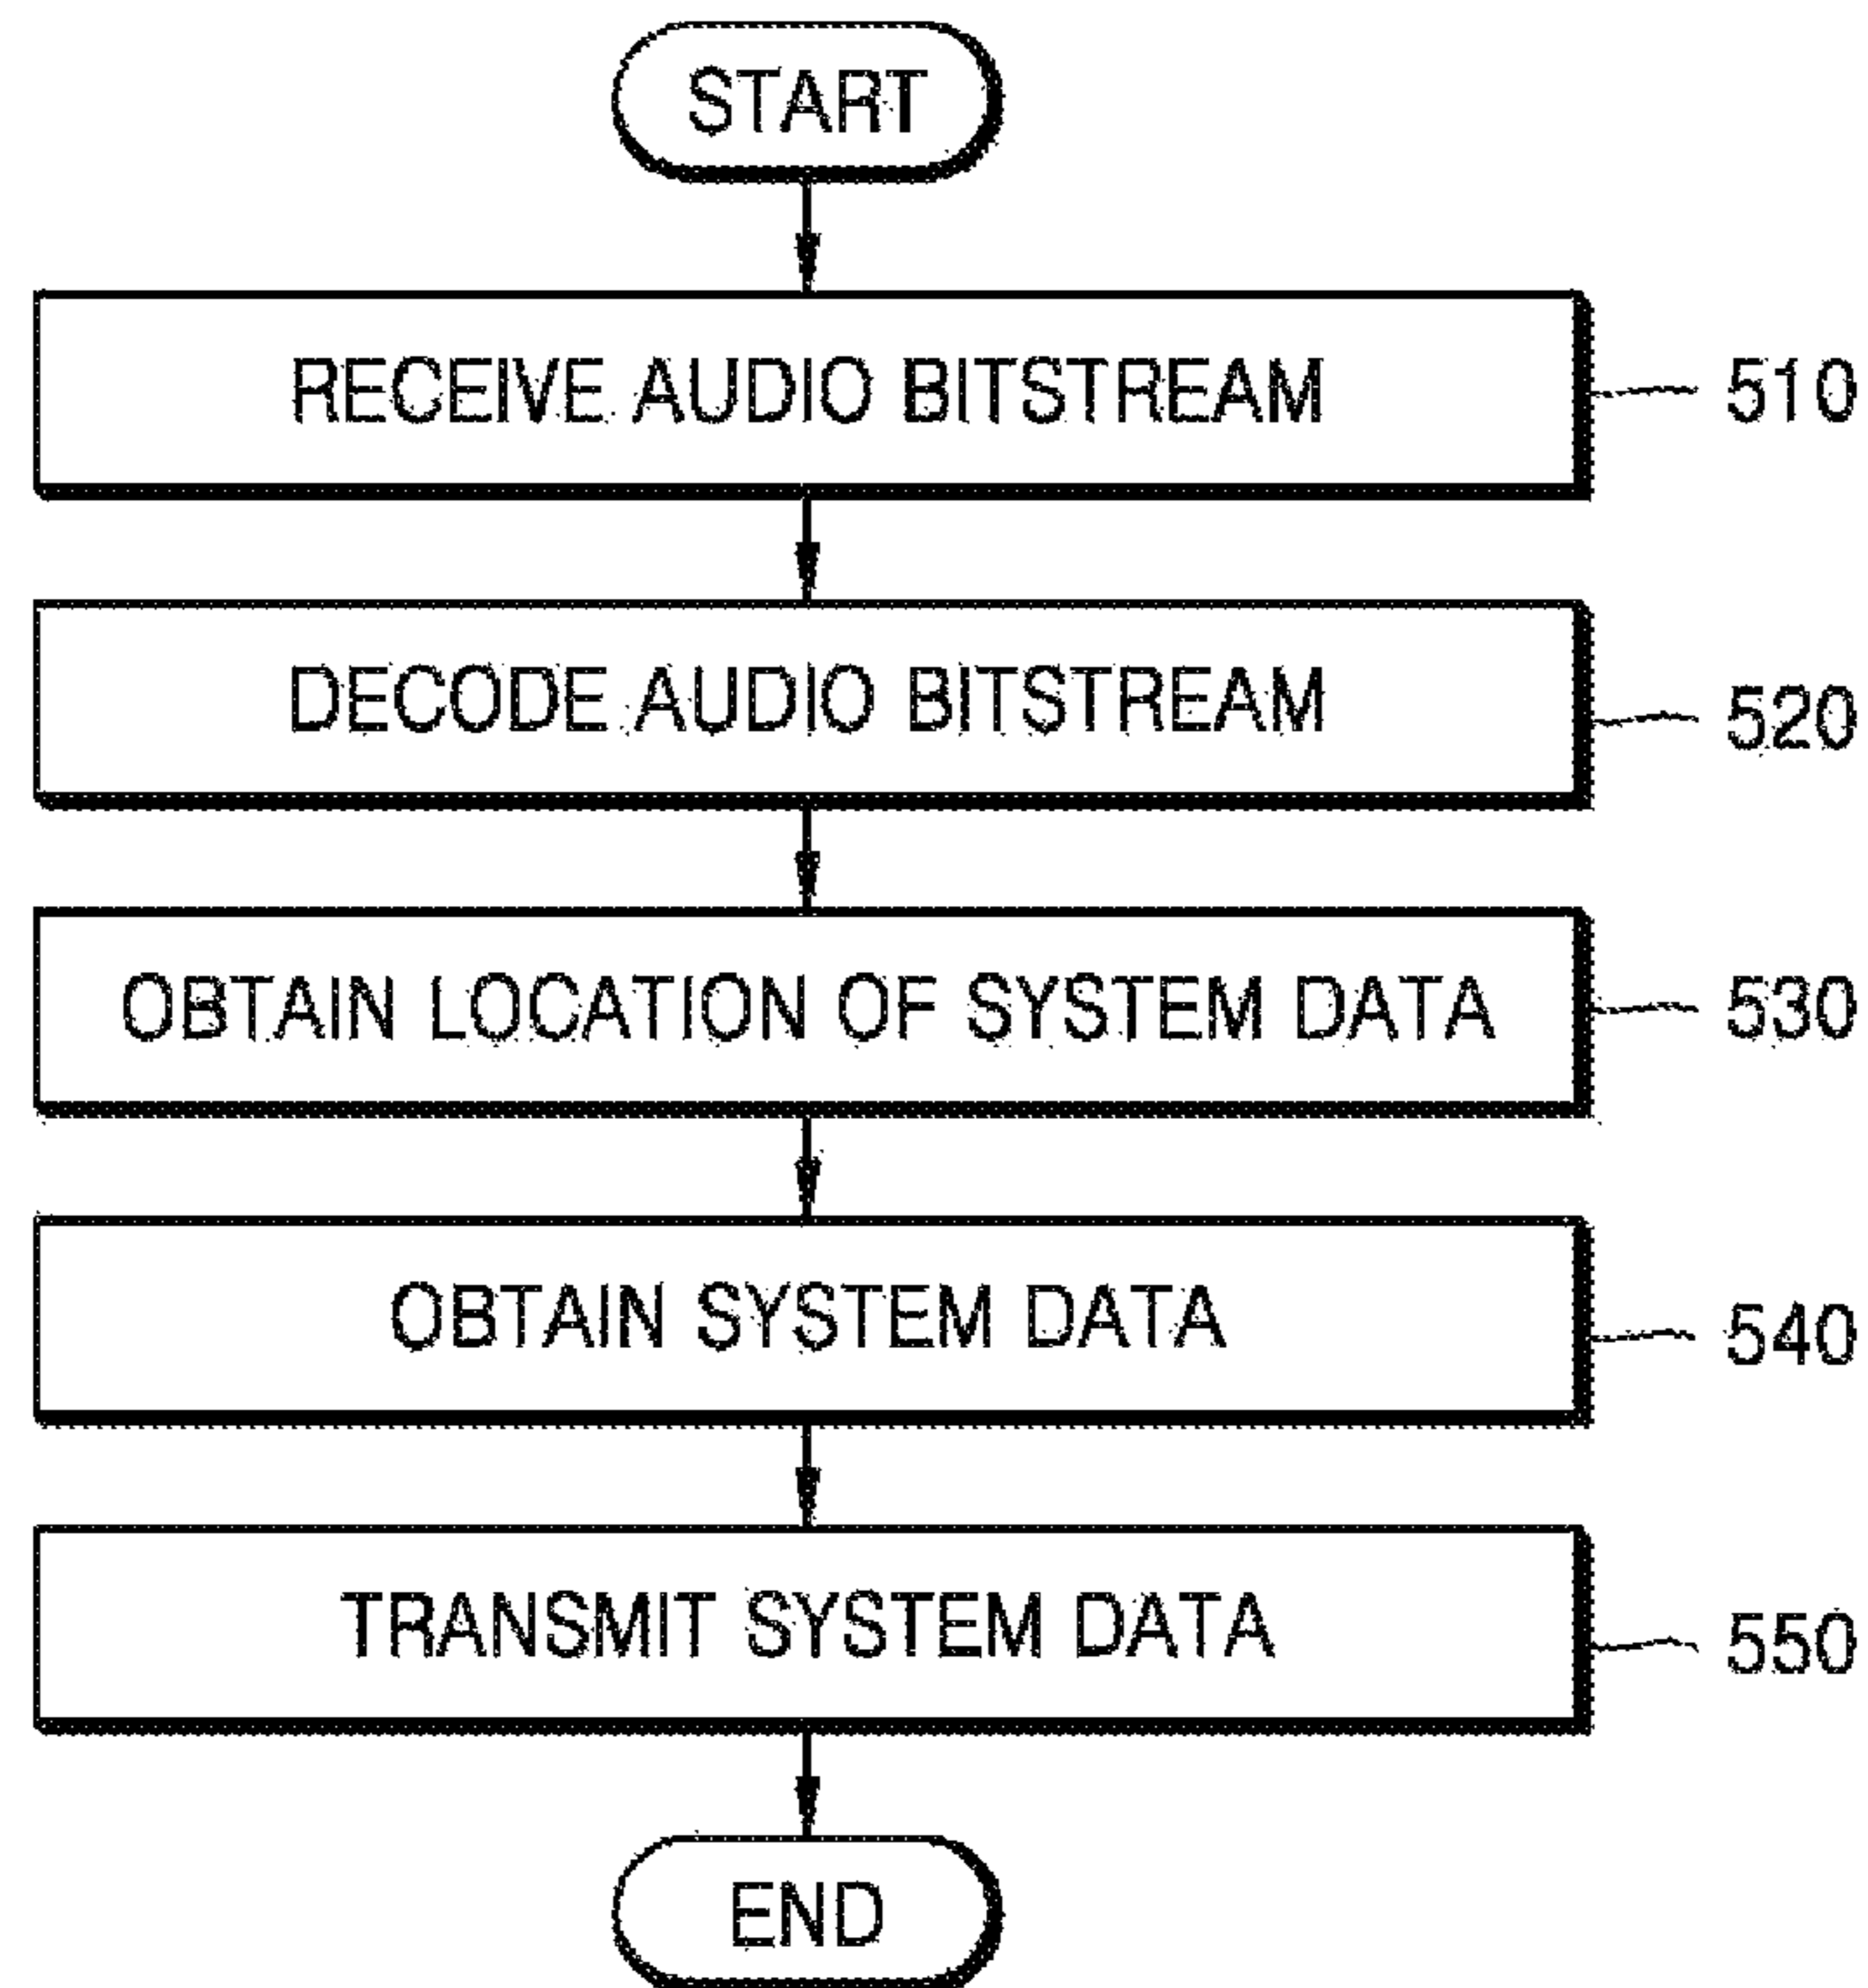 START
RECEIVE AUDIO BITSTREAM 510
DECODE AUDIO BITSTREAM 520
OBTAIN LOCATION OF SYSTEM DATA 530
OBTAIN SYSTEM DATA 540
TRANSMIT SYSTEM DATA 550
END